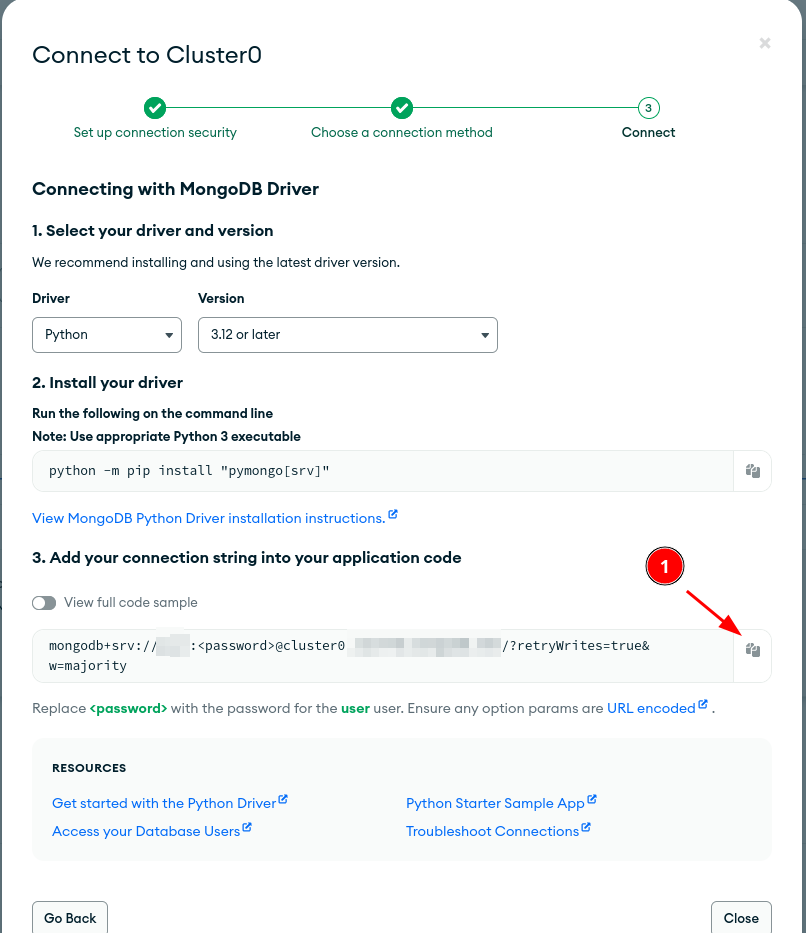 Connect to Cluster0
3
Set up connection security
Choose a connection method
Connect
Connecting with MongoDB Driver
1. Select your driver and version
We recommend installing and using the latest driver version.
Driver
Version
Python
3.12 or later
2. Install your driver
Run the following on the command line
Note: Use appropriate Python 3 executable
python -m pip install "pymongo[srv]"
View MongoDB Python Driver installation instructions.
3. Add your connection string into your application code
1
View full code sample
mongodb+srv:// :<password>@cluster0 /?retryWrites=true&
w=majority
Replace <password> with the password for the user user. Ensure any option params are URL encoded .
RESOURCES
Get started with the Python Driver
Python Starter Sample App
Access your Database Users
Troubleshoot Connections
Go Back
Close